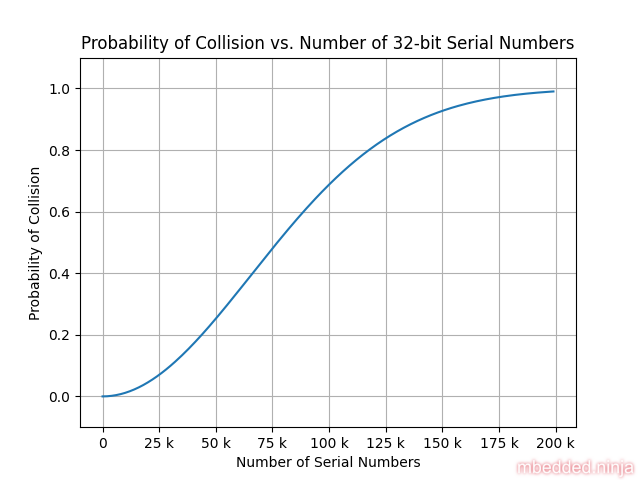 Probability of Collision vs. Number of 32-bit Serial Numbers
1.0
0.8
0.6
0.4
0.2
0.0
Probability of Collision
0 25 k 50 k 75 k 100 k 125 k 150 k 175 k 200 k
Number of Serial Numbers
mbedded.ninja